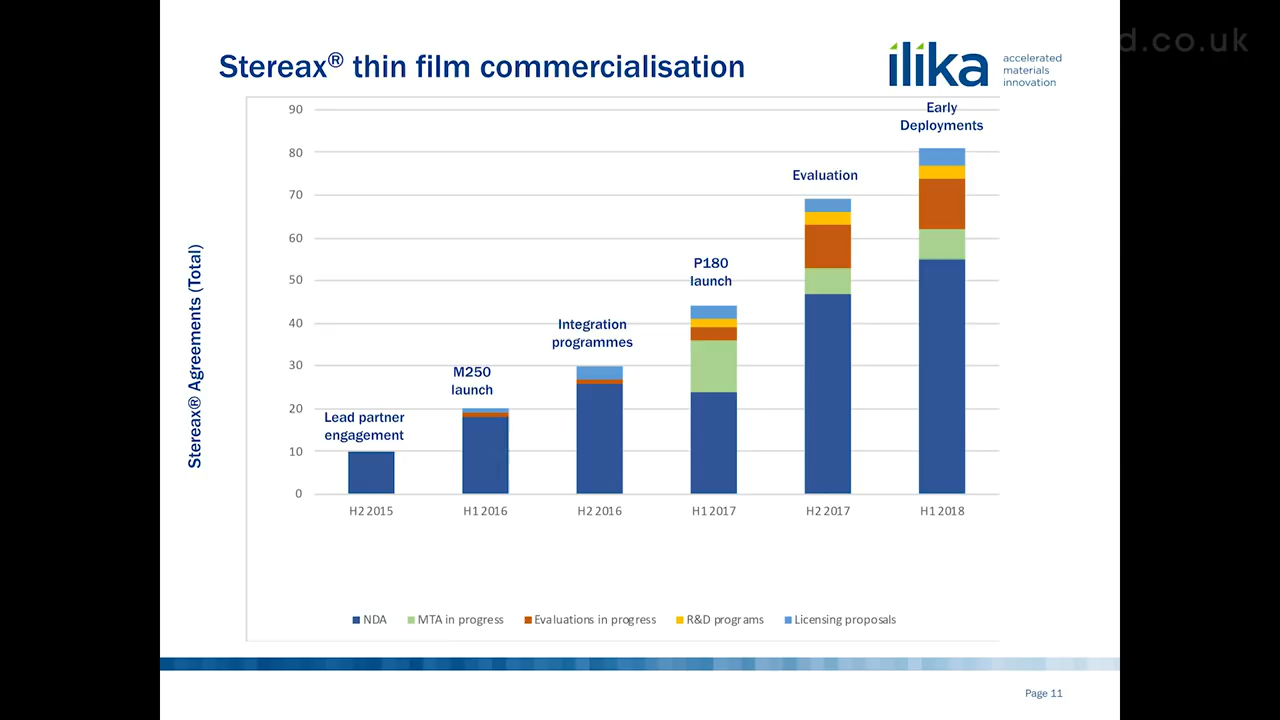 d.co.uk
Stereax® thin film commercialisation
ilika
accelerated
materials
innovation
Stereax® Agreements (Total)
90
80
70
60
50
40
30
20
10
0
Lead partner
engagement
M250
launch
Integration
programmes
P180
launch
Evaluation
Early
Deployments
H2 2015
H1 2016
H2 2016
H1 2017
H2 2017
H1 2018
NDA
MTA in progress
Evaluations in progress
R&D programs
Licensing proposals
Page 11